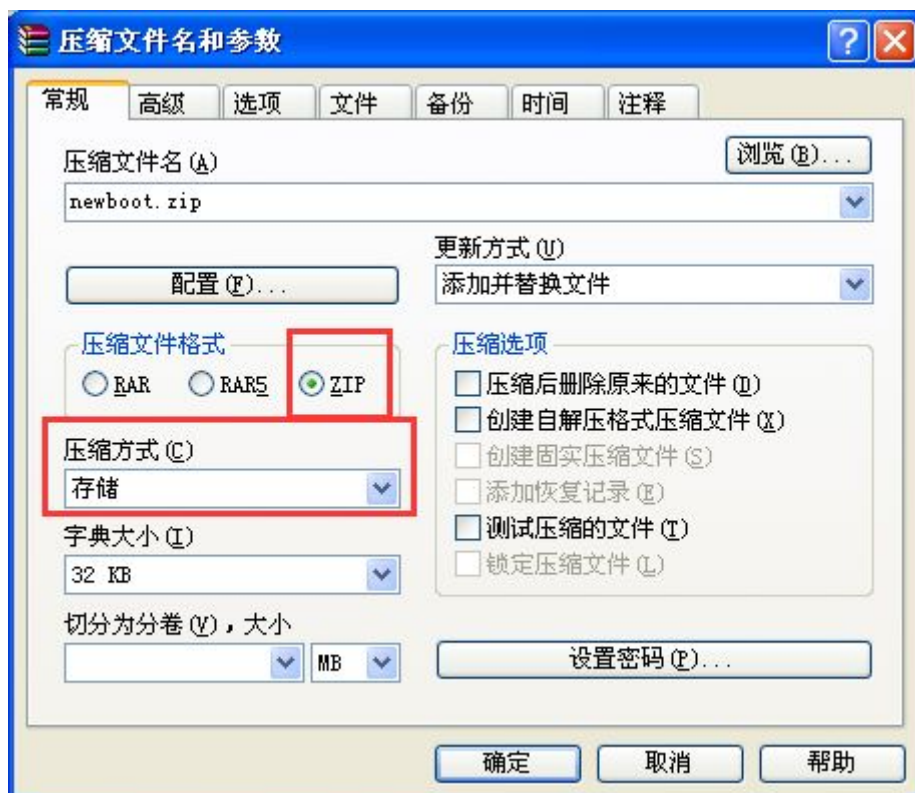 压缩文件名和参数
常规 高级 选项 文件 备份 时间 注释
压缩文件名(A)
浏览(B)...
newboot.zip
配置(F)...
更新方式(U)
添加并替换文件
压缩文件格式
RAR RAR5 ZIP
压缩方式(C)
存储
字典大小(I)
32 KB
切分为分卷(V),大小
MB
压缩选项
压缩后删除原来的文件(D)
创建自解压格式压缩文件(X)
创建固实压缩文件(S)
添加恢复记录(E)
测试压缩的文件(T)
锁定压缩文件(L)
设置密码(P)...
确定 取消 帮助